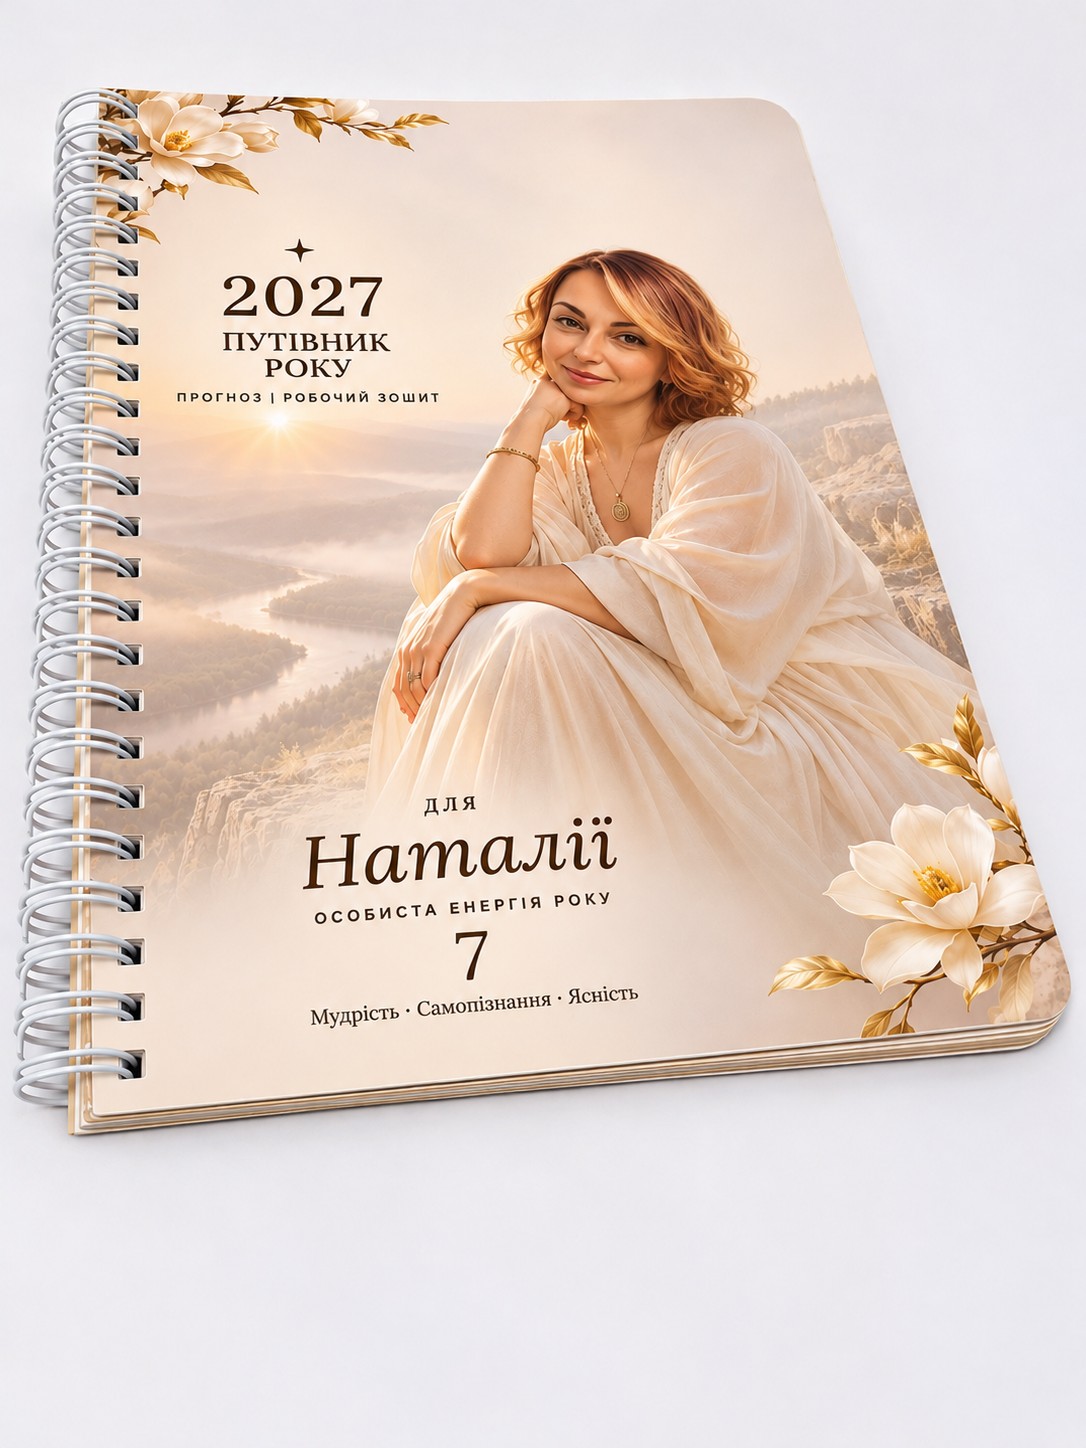 2027
ПУТІВНИК
РОКУ
ПРОГНОЗ | РОБОЧИЙ ЗОШИТ
ДЛЯ
Наталії
ОСОБИСТА ЕНЕРГІЯ РОКУ
7
Мудрість · Самопізнання · Ясність